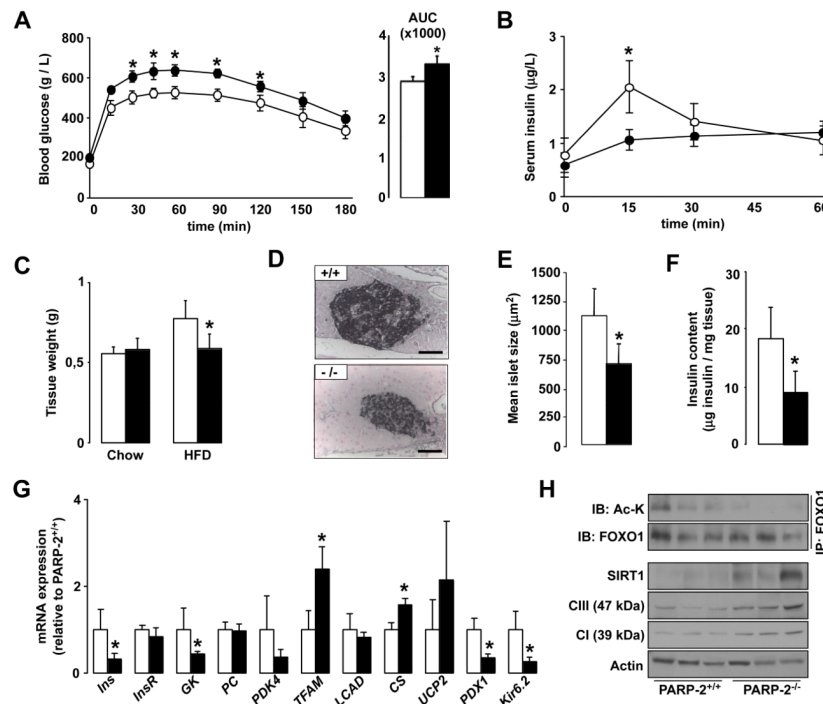 A
Blood glucose (g / L)
800
600
400
200
0
* * * * *
0 30 60 90 120 150 180
time (min)
AUC
(x1000)
*
4
3
2
1
0
B
Serum insulin (µg/L)
3
2
1
0
*
0 15 30 45 60
time (min)
C
Tissue weight (g)
1
0,5
0
*
Chow HFD
D
+/+
- /-
E
Mean islet size (µm²)
1500
1250
1000
750
500
250
0
*
F
Insulin content
(µg insulin / mg tissue)
30
20
10
0
*
G
mRNA expression
(relative to PARP-2+/+)
4
2
0
* * * * * *
Ins InsR GK PC PDK4 TFAM LCAD CS UCP2 PDX1 Kir6.2
H
IB: Ac-K
IB: FOXO1
IP: FOXO1
SIRT1
CIII (47 kDa)
CI (39 kDa)
Actin
PARP-2+/+ PARP-2-/-